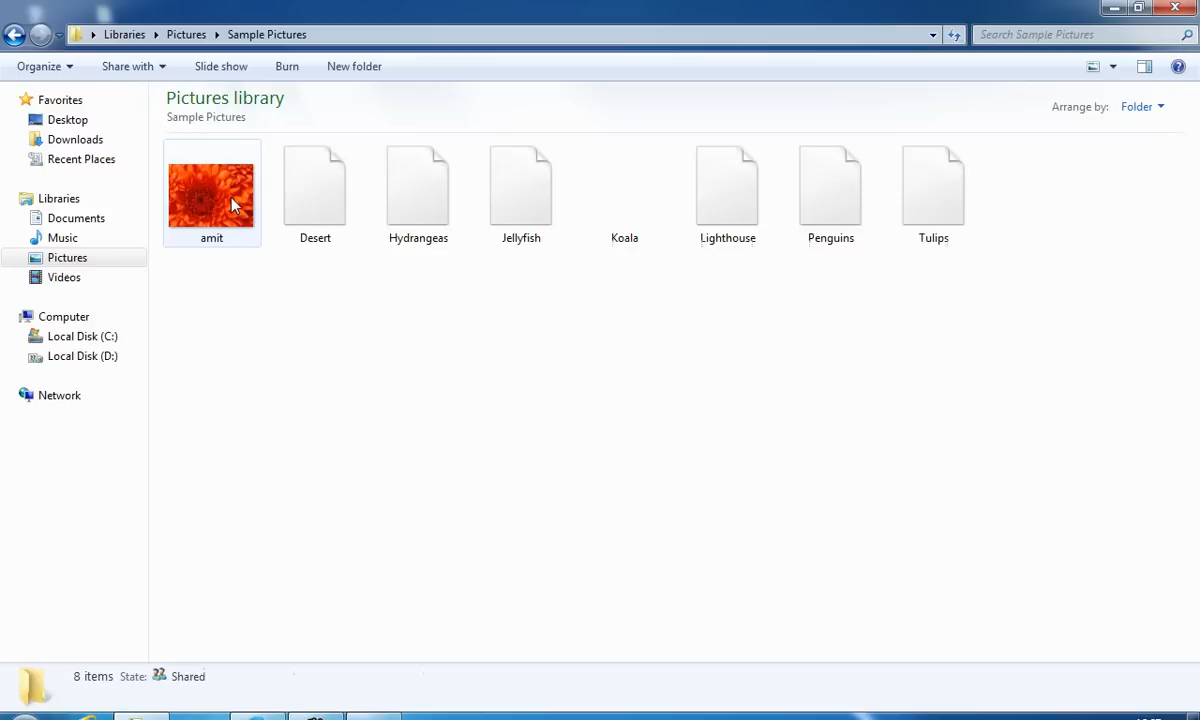 Libraries Pictures Sample Pictures
Search Sample Pictures
Organize Share with Slide show Burn New folder
Favorites
Desktop
Downloads
Recent Places
Libraries
Documents
Music
Pictures
Videos
Computer
Local Disk (C:)
Local Disk (D:)
Network
Pictures library
Sample Pictures
Arrange by: Folder
amit Desert Hydrangeas Jellyfish Koala Lighthouse Penguins Tulips
8 items State: Shared